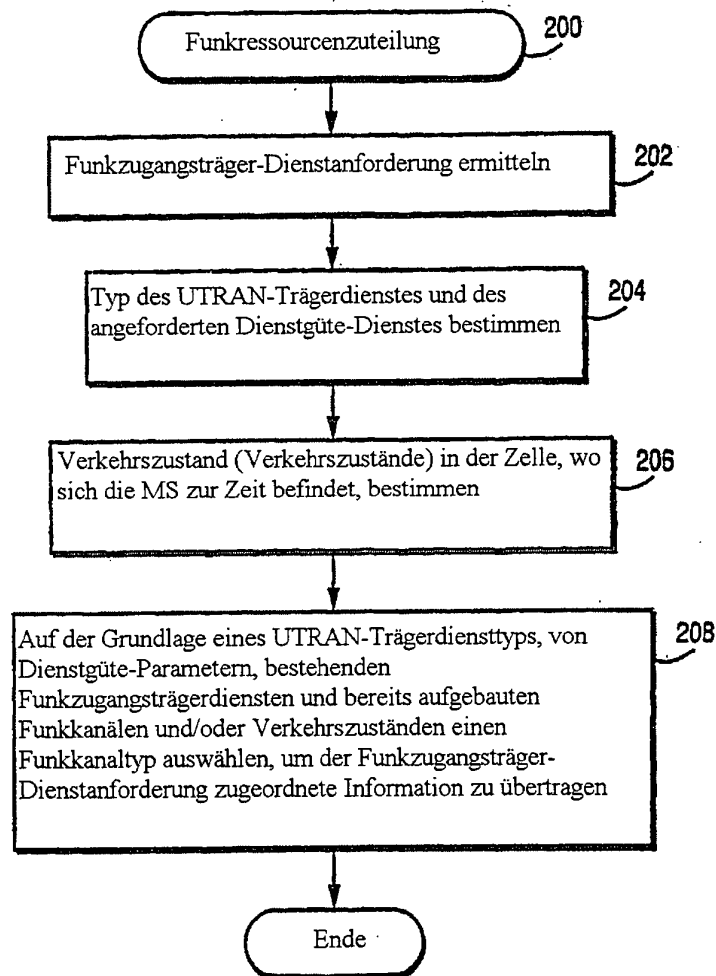 Funkressourcenzuteilung
200
Funkzugangsträger-Dienstanforderung ermitteln
202
Typ des UTRAN-Trägerdienstes und des
angeforderten Dienstgüte-Dienstes bestimmen
204
Verkehrszustand (Verkehrszustände) in der Zelle, wo
sich die MS zur Zeit befindet, bestimmen
206
Auf der Grundlage eines UTRAN-Trägerdiensttyps, von
Dienstgüte-Parametern, bestehenden
Funkzugangsträgerdiensten und bereits aufgebauten
Funkkanälen und/oder Verkehrszuständen einen
Funkkanaltyp auswählen, um der Funkzugangsträger-
Dienstanforderung zugeordnete Information zu übertragen
208
Ende